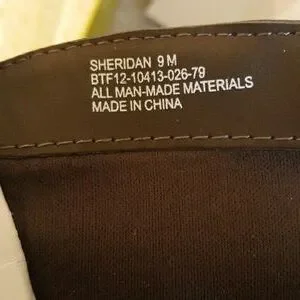 SHERIDAN 9 M
BTF12-10413-026-79
ALL MAN-MADE MATERIALS
MADE IN CHINA